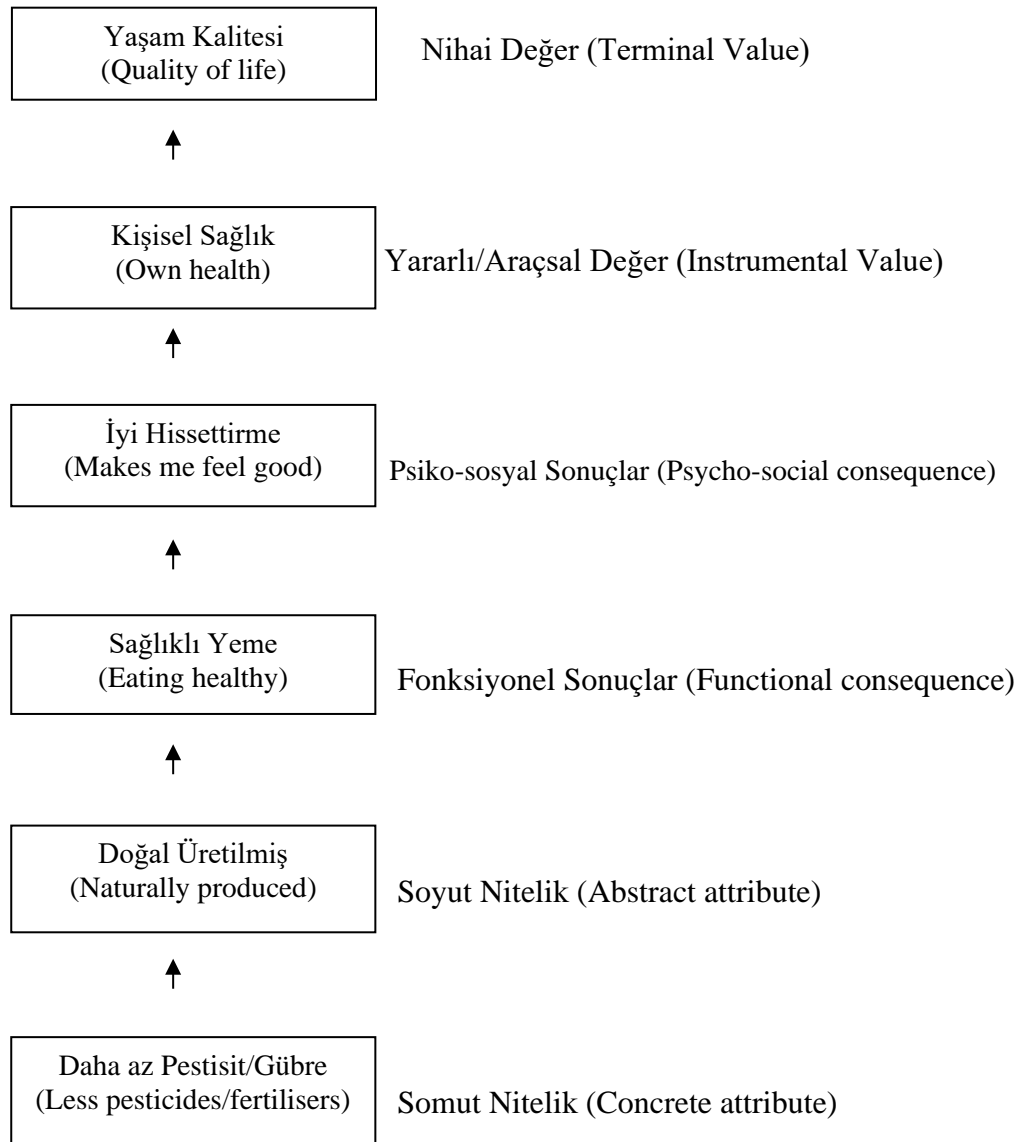 Yaşam Kalitesi
(Quality of life)
Nihai Değer (Terminal Value)
Kişisel Sağlık
(Own health)
Yararlı/Araçsal Değer (Instrumental Value)
İyi Hissettirme
(Makes me feel good)
Psiko-sosyal Sonuçlar (Psycho-social consequence)
Sağlıklı Yeme
(Eating healthy)
Fonksiyonel Sonuçlar (Functional consequence)
Doğal Üretilmiş
(Naturally produced)
Soyut Nitelik (Abstract attribute)
Daha az Pestisit/Gübre
(Less pesticides/fertilisers)
Somut Nitelik (Concrete attribute)